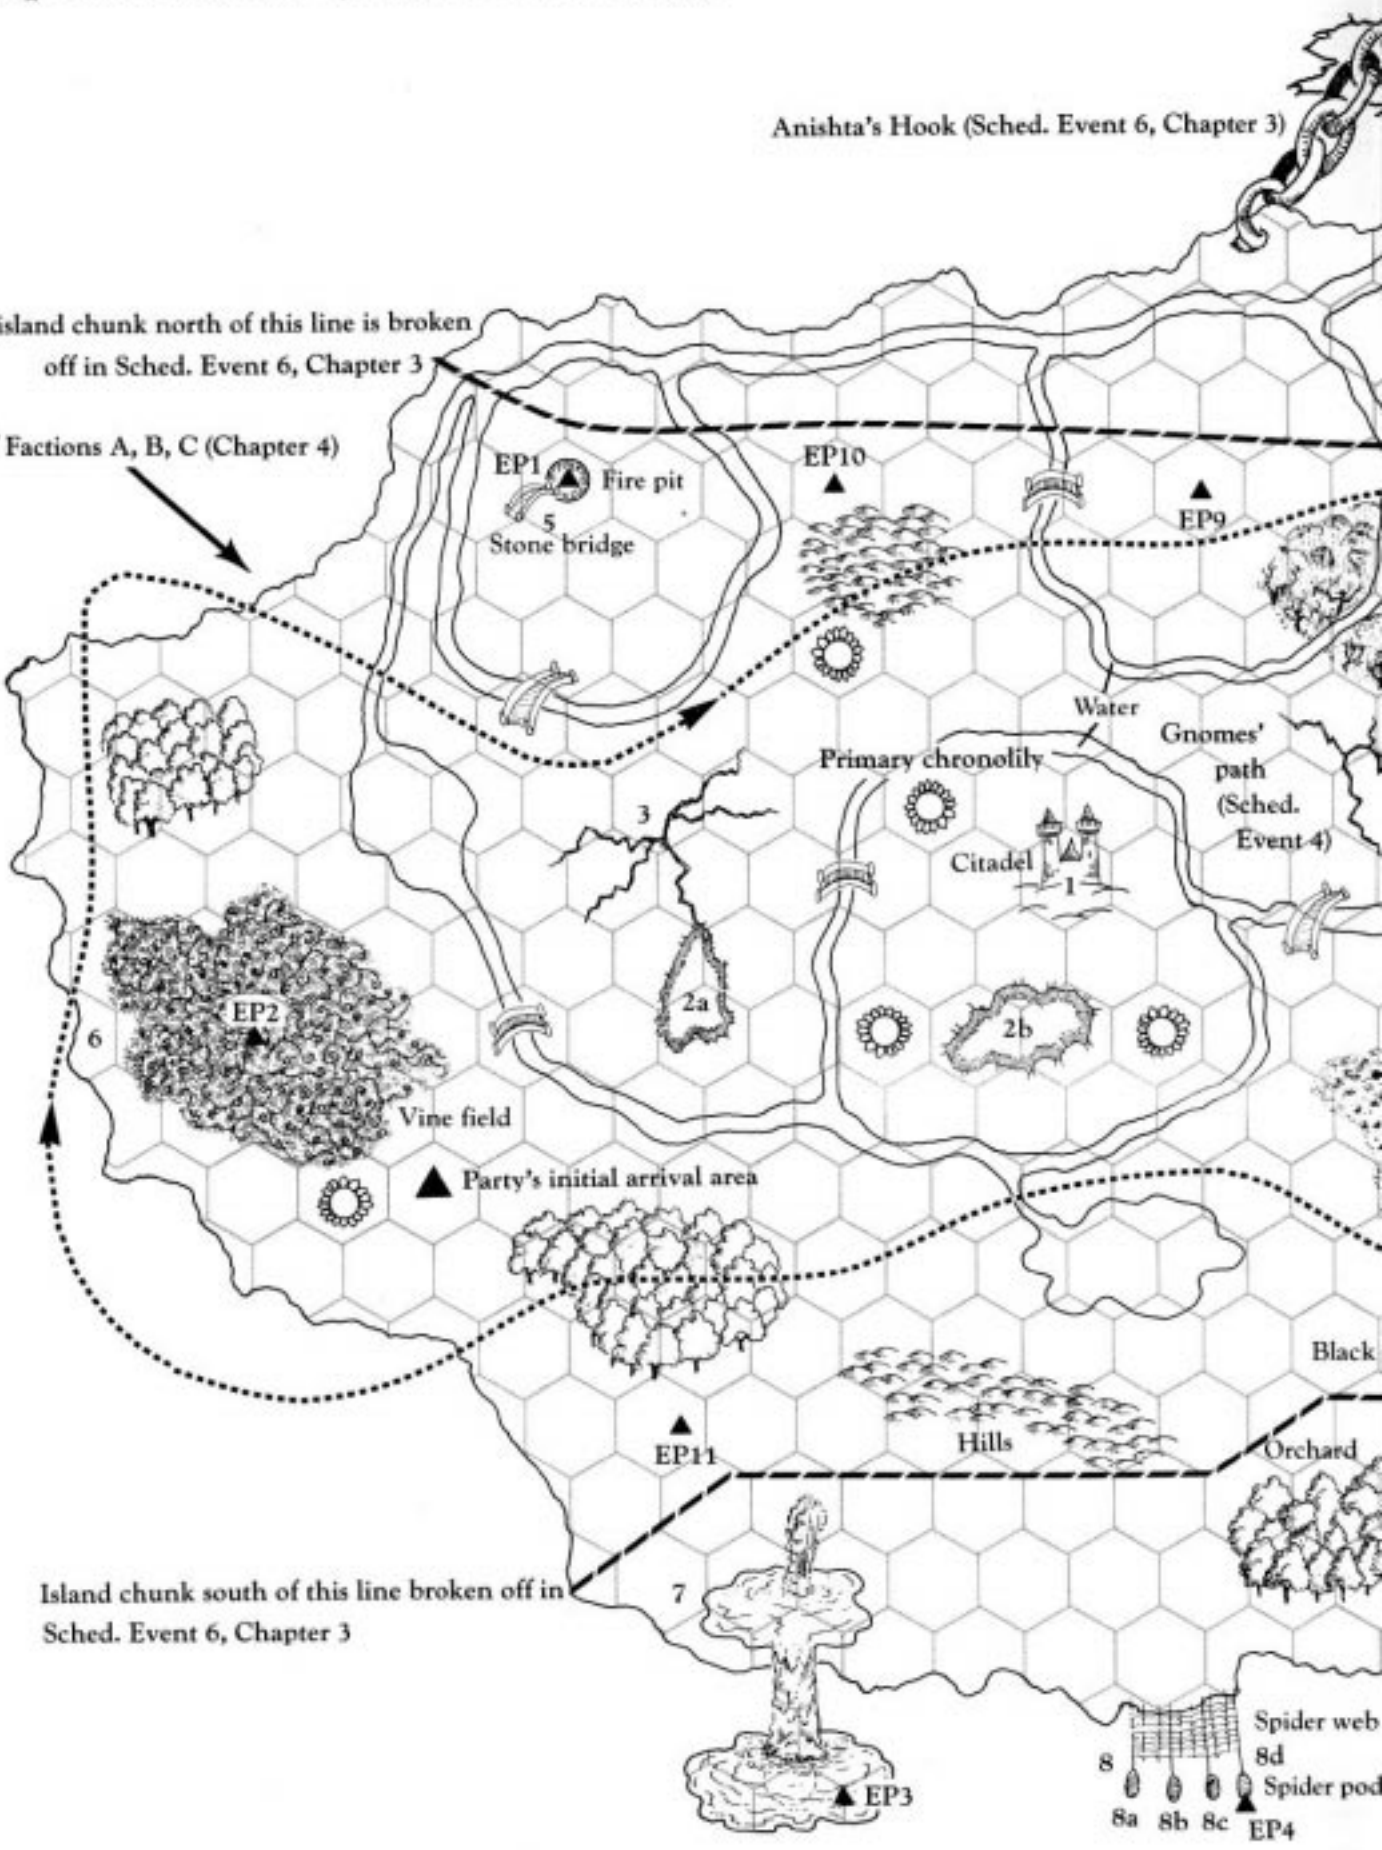 Anishta's Hook (Sched. Event 6, Chapter 3)
island chunk north of this line is broken
off in Sched. Event 6, Chapter 3
Factions A, B, C (Chapter 4)
EP1
Fire pit
5
Stone bridge
EP10
EP9
Water
Gnomes'
path
(Sched.
Event 4)
Primary chronolily
3
Citadel
1
2a
2b
EP2
6
Vine field
Party's initial arrival area
Black
Hills
Orchard
EP11
Island chunk south of this line broken off in
Sched. Event 6, Chapter 3
7
EP3
Spider web
8
8d
Spider pod
8a 8b 8c
EP4